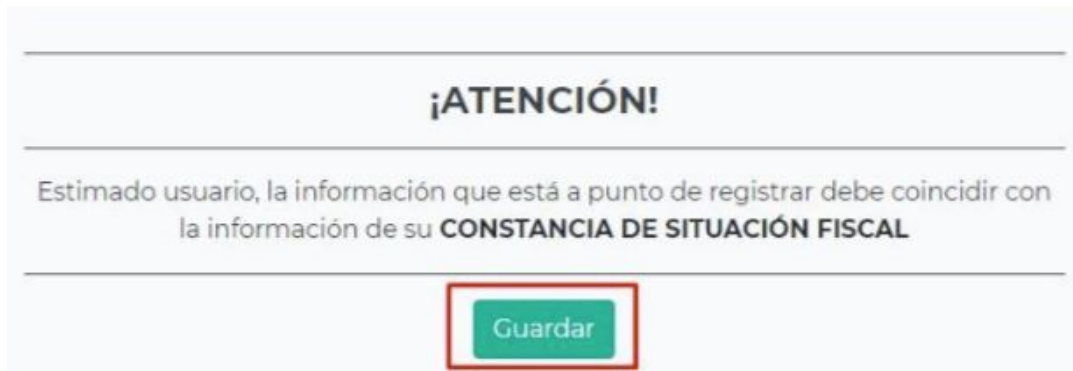 ¡ATENCIÓN!
Estimado usuario, la información que está a punto de registrar debe coincidir con
la información de su CONSTANCIA DE SITUACIÓN FISCAL
Guardar